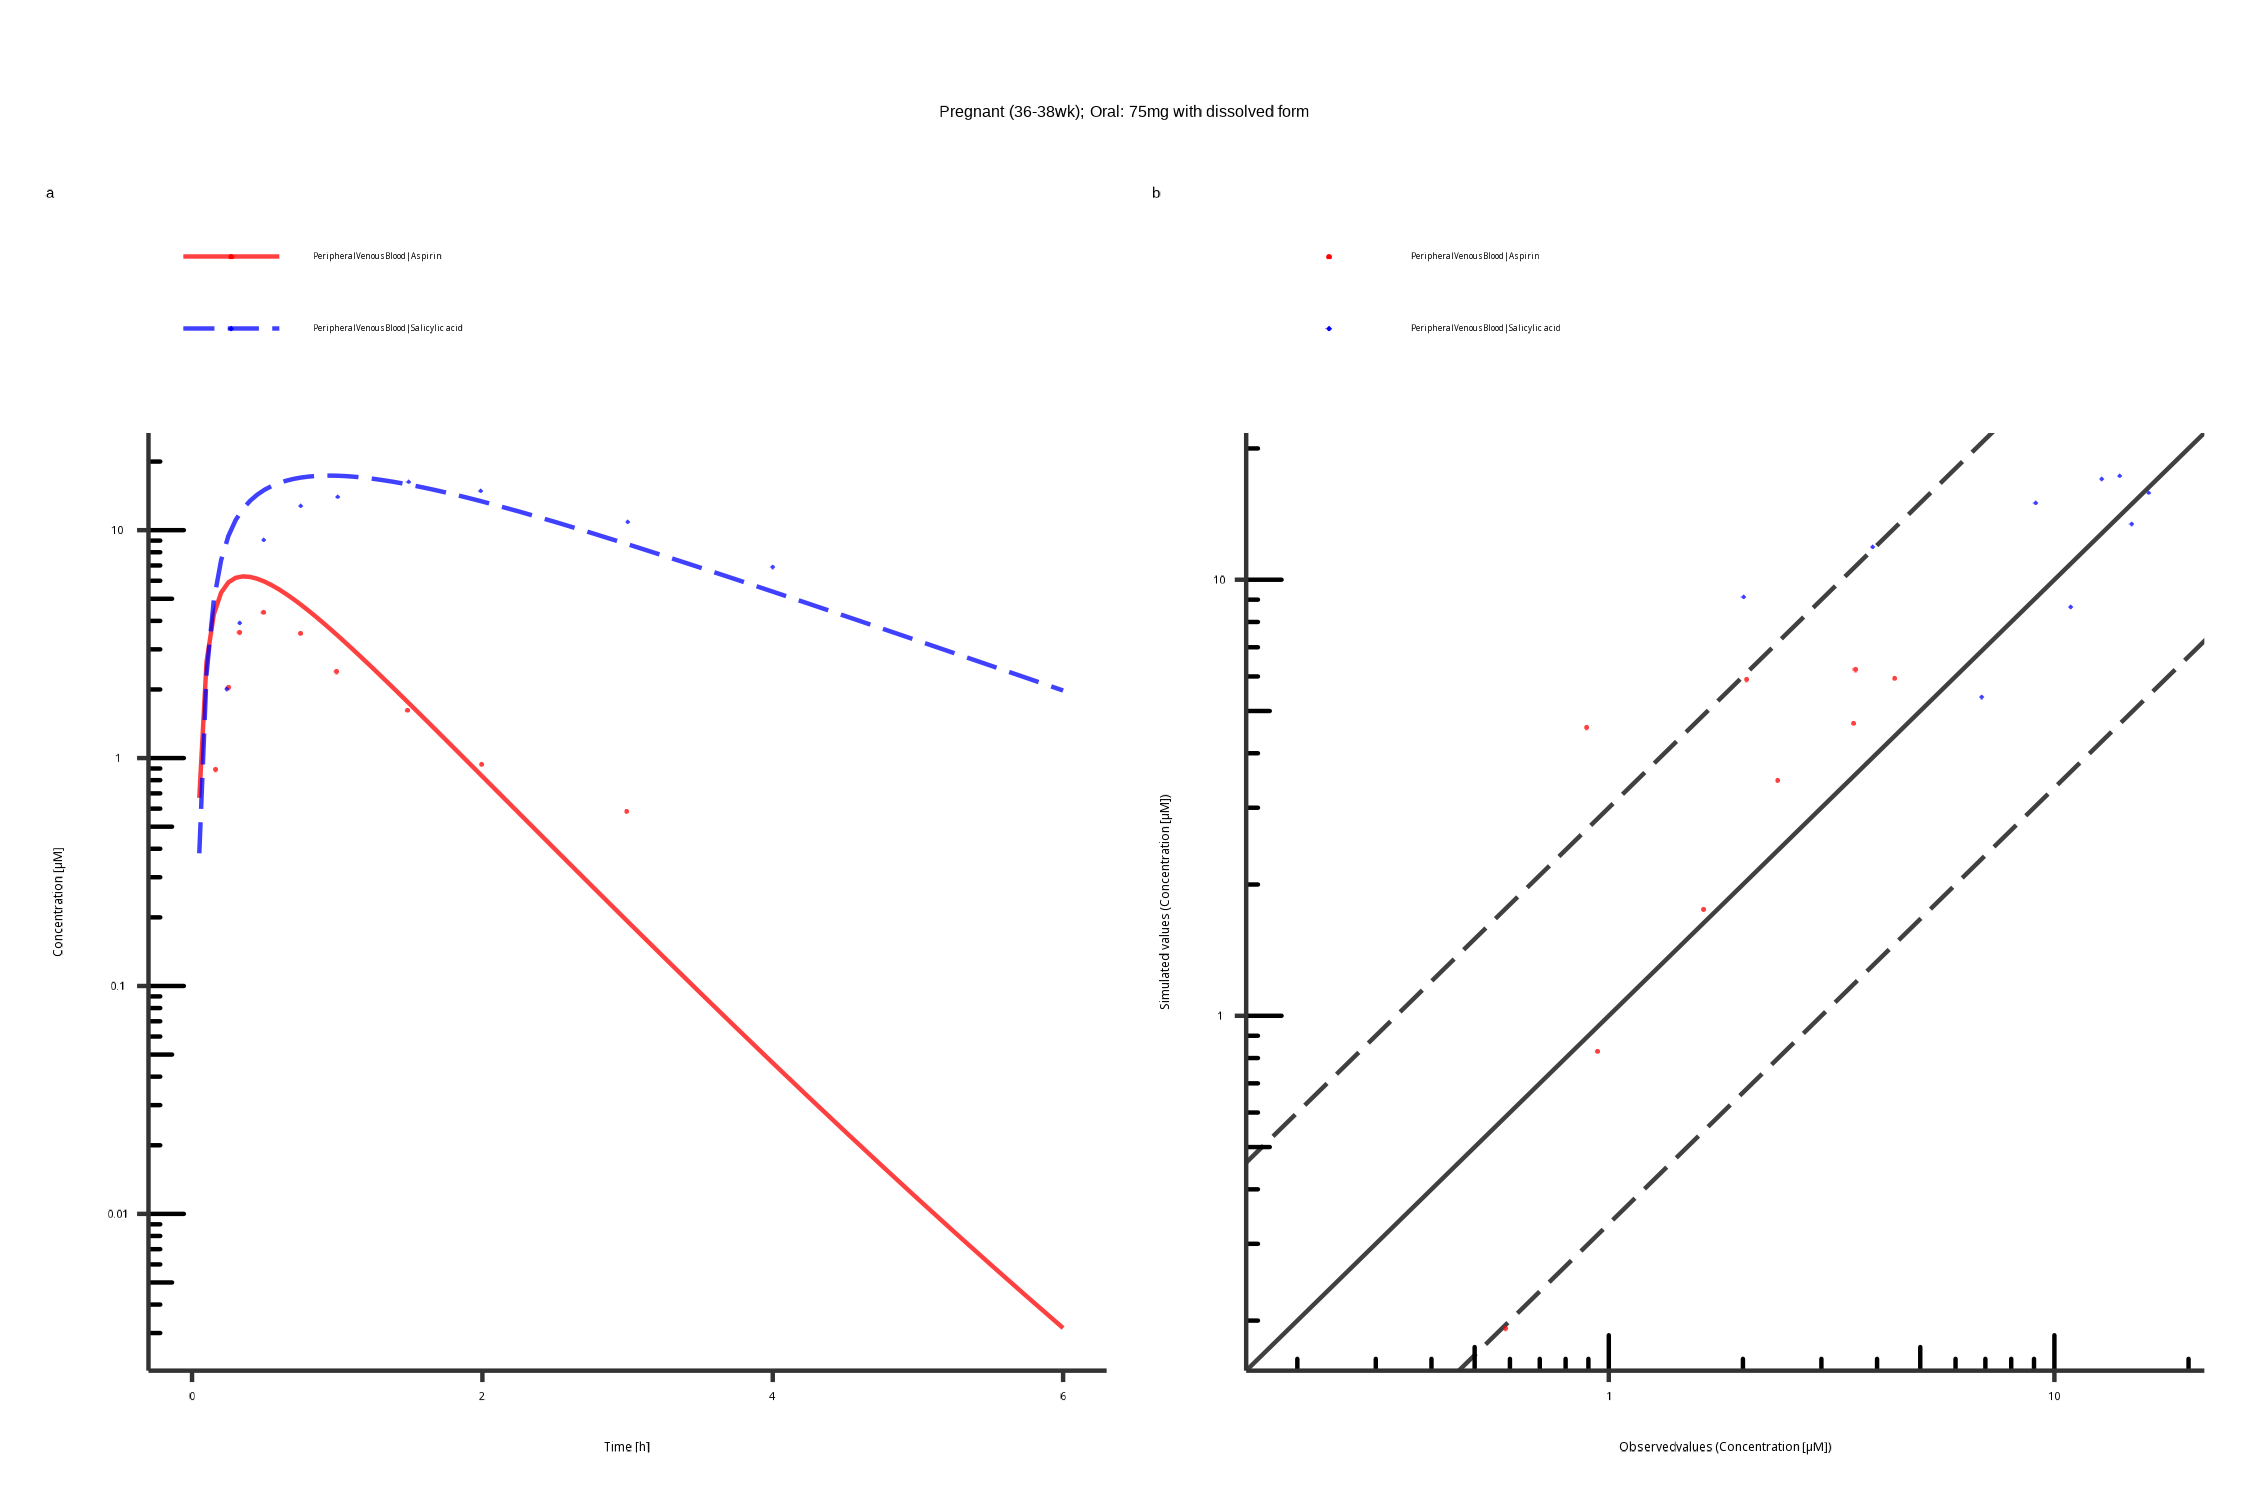 Pregnant (36-38wk); Oral: 75mg with dissolved form
a
b
PeripheralVenousBlood|Aspirin
PeripheralVenousBlood|Salicylic acid
PeripheralVenousBlood|Aspirin
PeripheralVenousBlood|Salicylic acid
Concentration [µM]
10
1
0.1
0.01
0
2
4
6
Time [h]
Simulated values (Concentration [µM])
10
1
1
10
Observedvalues (Concentration [µM])